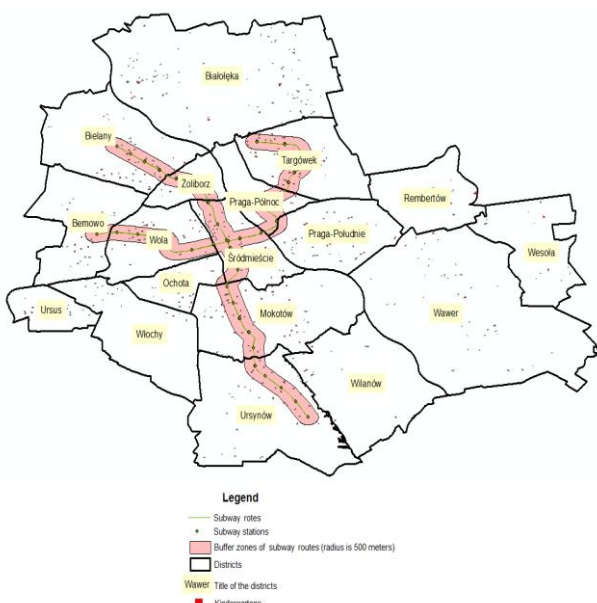 Białołęka
Bielany
Targówek
Żoliborz
Rembertów
Praga-Północ
Bemowo
Wola
Praga-Południe
Śródmieście
Wesoła
Ochota
Ursus
Mokotów
Wawer
Włochy
Wilanów
Ursynów
Legend
Subway rotes
Subway stations
Buffer zones of subway routes (radius is 500 meters)
Districts
Wawer Title of the districts
Kindergartens